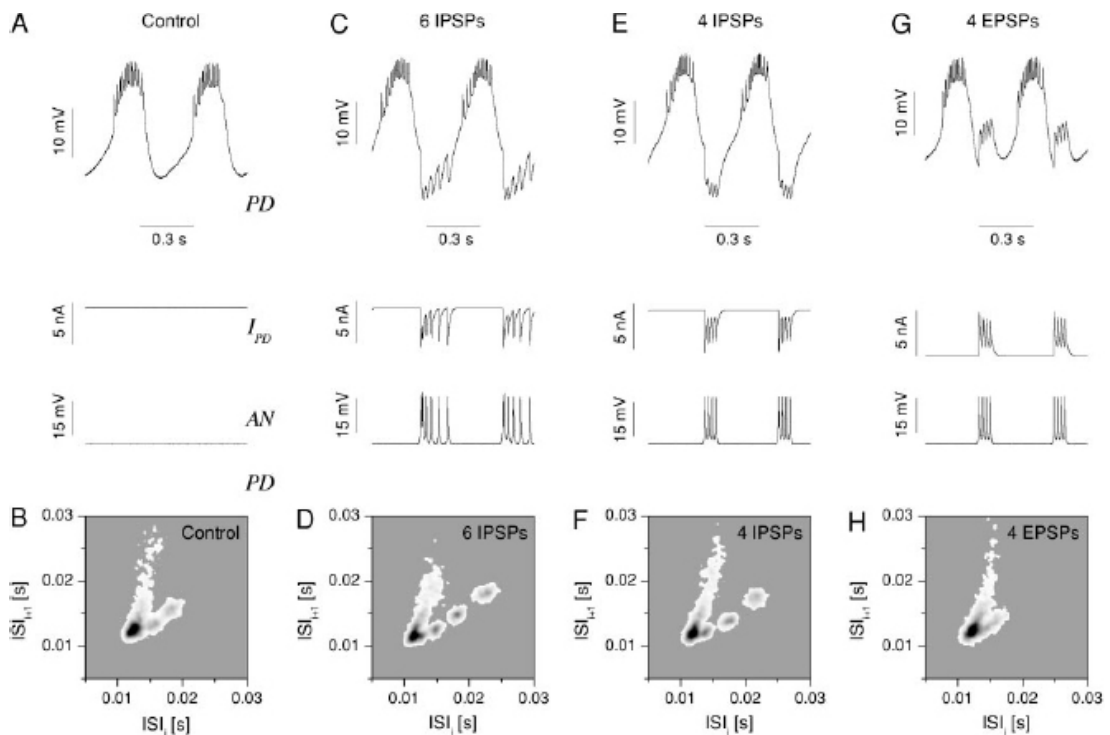 A Control C 6 IPSPs E 4 IPSPs G 4 EPSPs
10 mV 10 mV 10 mV 10 mV
PD
0.3 s 0.3 s 0.3 s 0.3 s
5 nA I_PD 5 nA 5 nA 5 nA
15 mV AN 15 mV 15 mV 15 mV
PD
B 0.03 Control D 0.03 6 IPSPs F 0.03 4 IPSPs H 0.03 4 EPSPs
ISI_i+1 [s] 0.02 ISI_i+1 [s] 0.02 ISI_i+1 [s] 0.02 ISI_i+1 [s] 0.02
0.01 0.01 0.01 0.01
0.01 0.02 0.03 0.01 0.02 0.03 0.01 0.02 0.03 0.01 0.02 0.03
ISI_i [s] ISI_i [s] ISI_i [s] ISI_i [s]